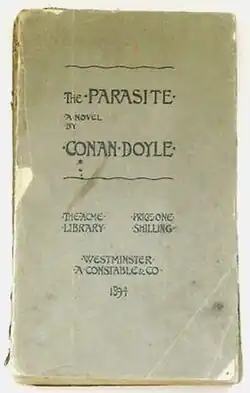 The · PARASITE ·
A · NOVEL
BY
· CONAN · DOYLE ·
· THE · ACME · PRICE · ONE
· LIBRARY · SHILLING ·
· WESTMINSTER ·
· A · CONSTABLE & CO ·
1894